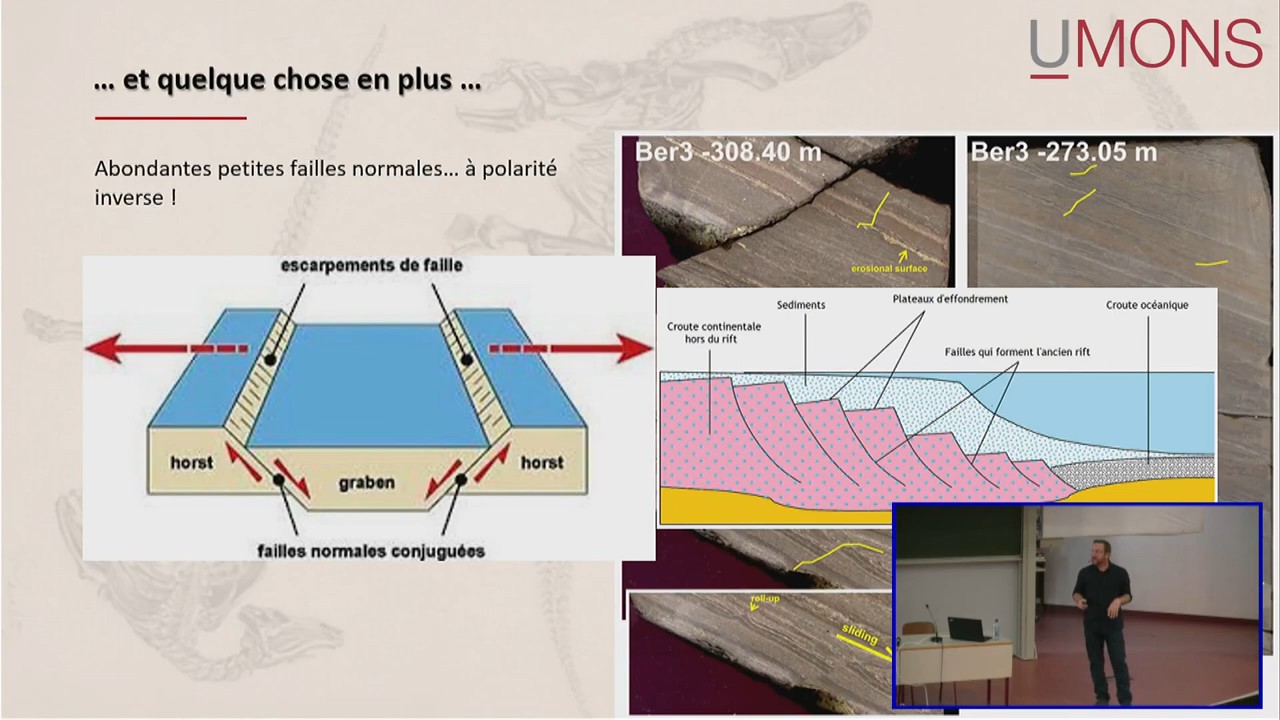 UMONS
... et quelque chose en plus ...
Abondantes petites failles normales... à polarité
inverse !
escarpements de faille
horst
graben
horst
failles normales conjuguées
Ber3 -308.40 m
erosional surface
Ber3 -273.05 m
Sediments
Plateaux d'effondrement
Croute océanique
Croute continentale
hors du rift
Failles qui forment l'ancien rift
roll-up
sliding